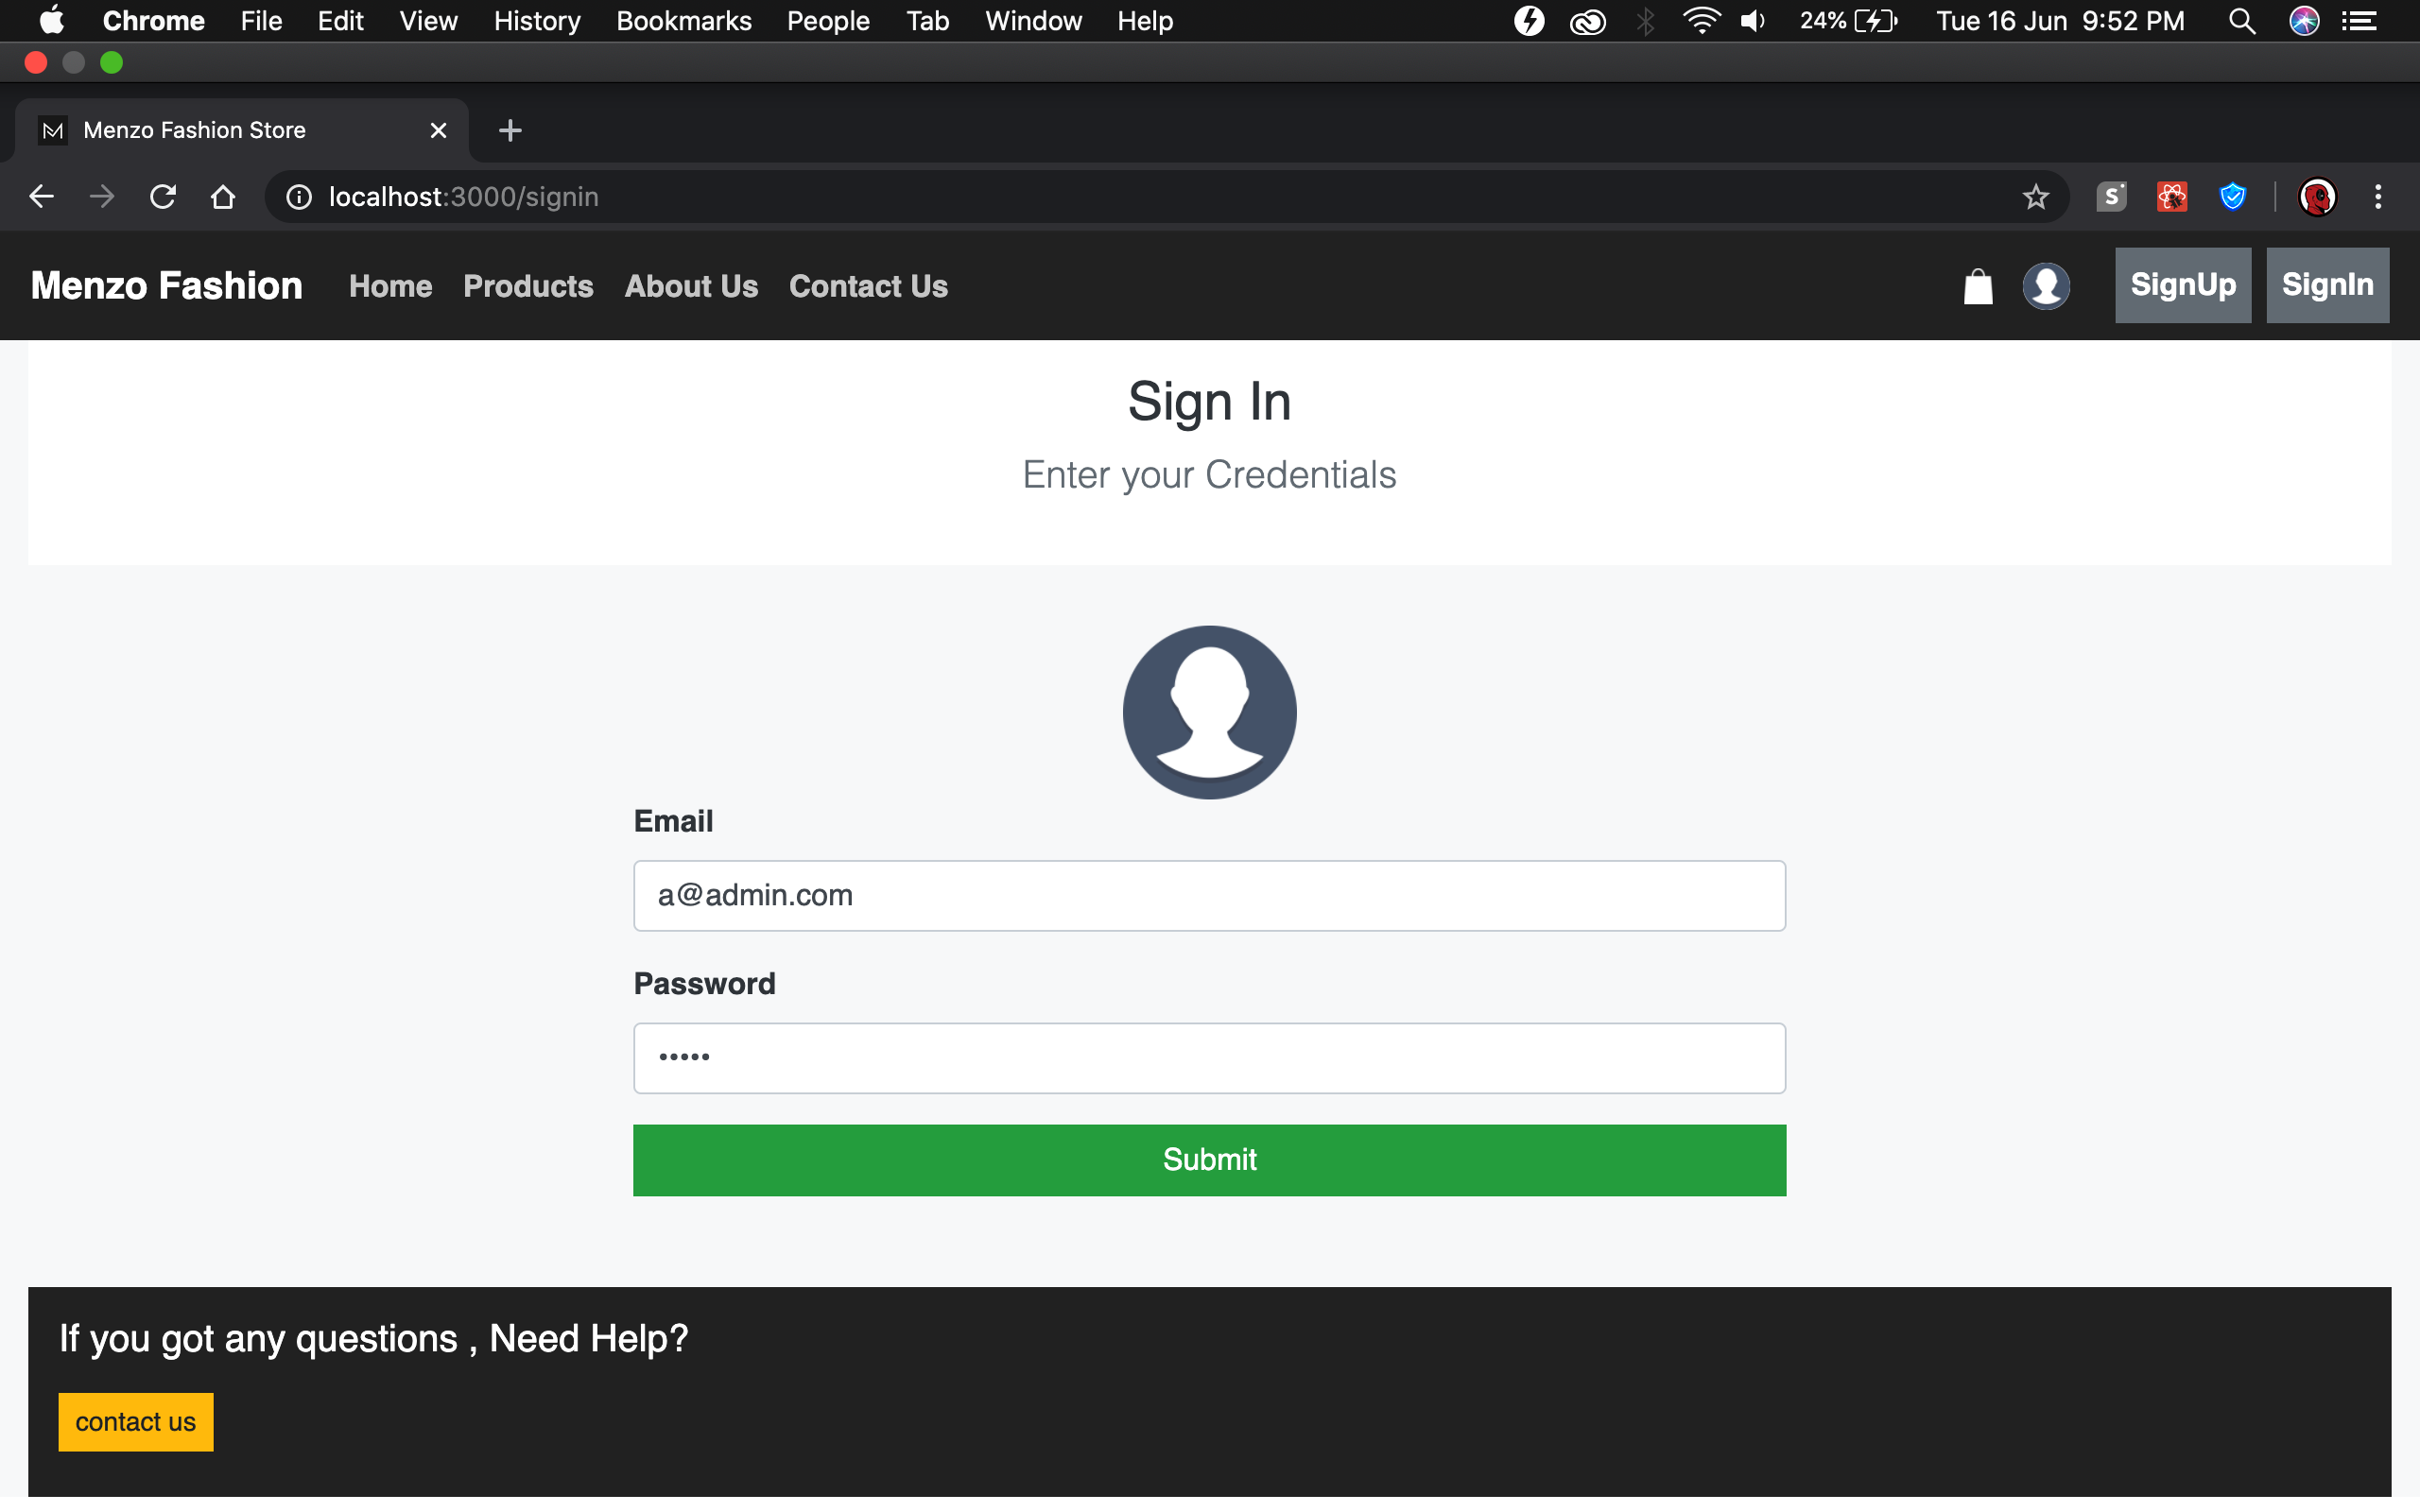 Chrome File Edit View History Bookmarks People Tab Window Help 24% Tue 16 Jun 9:52 PM
Menzo Fashion Store
localhost:3000/signin
Menzo Fashion Home Products About Us Contact Us SignUp SignIn
Sign In
Enter your Credentials
Email
a@admin.com
Password
•••••
Submit
If you got any questions , Need Help?
contact us